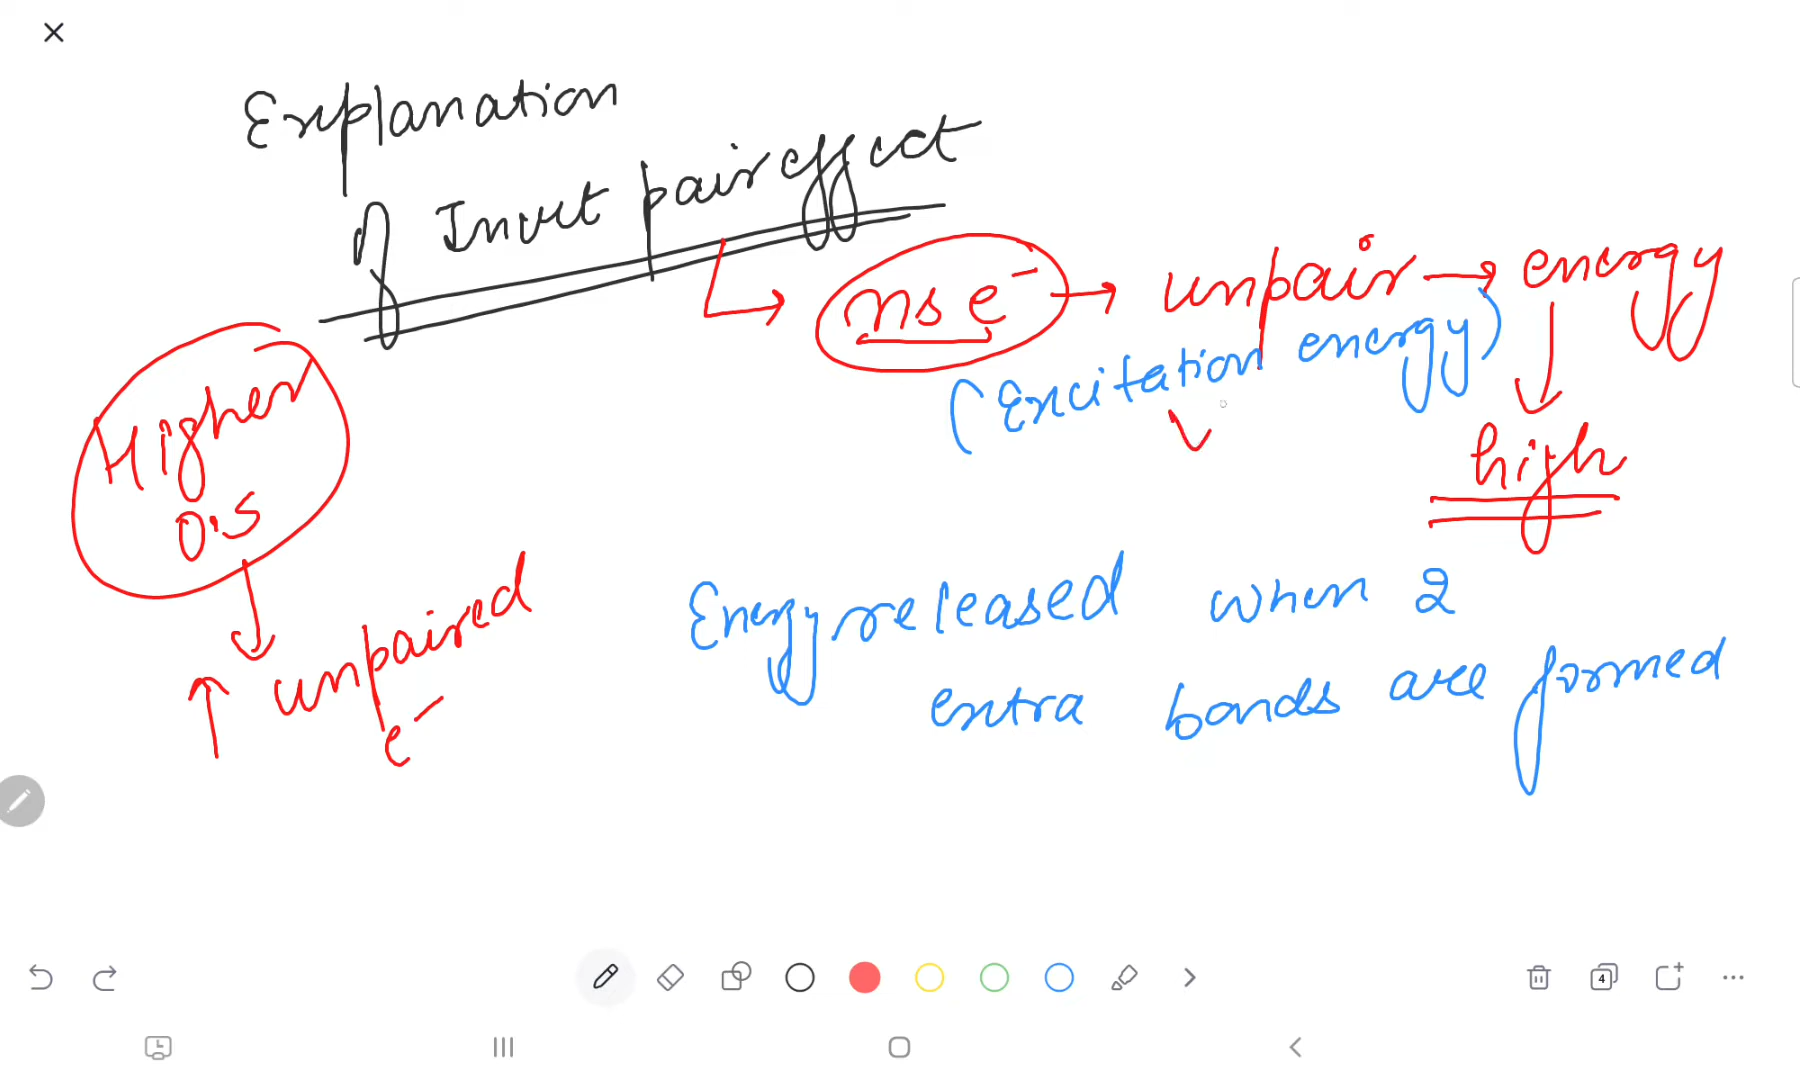 Explanation
of Inert pair effect
ns e⁻ → unpair → energy
(Excitation energy)
high
Higher
O.S
↑ unpaired
e⁻
Energy released when 2
extra bonds are formed
4